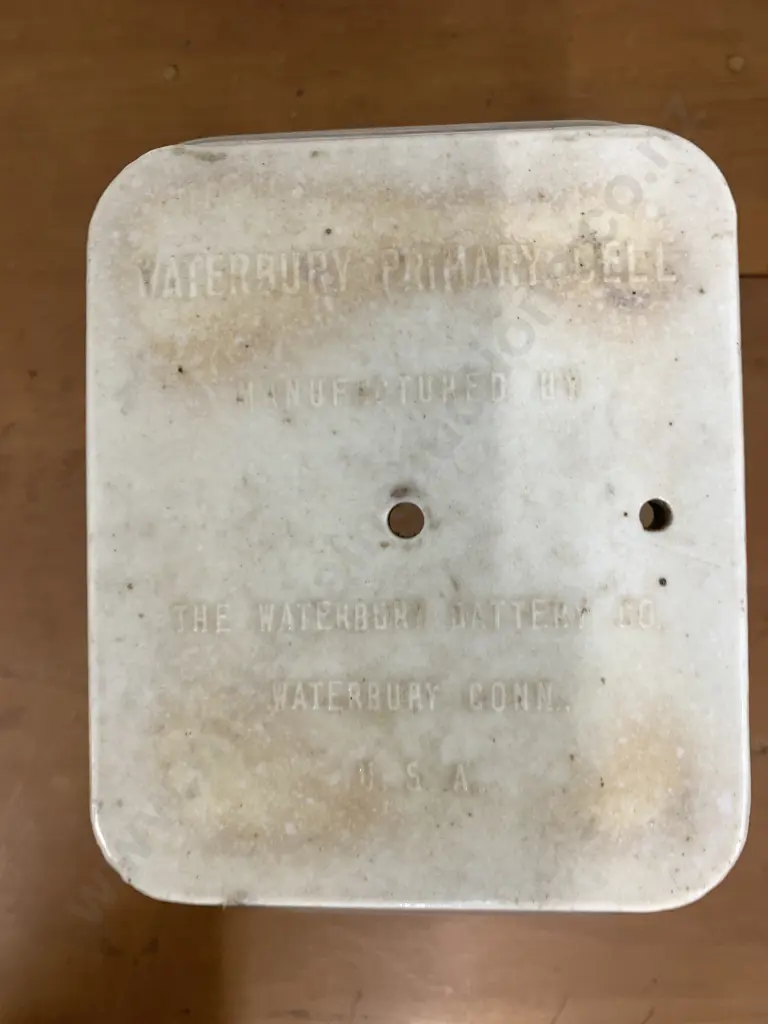 WATERBURY PRIMARY CELL
MANUFACTURED BY
THE WATERBURY BATTERY CO.
WATERBURY CONN.,
U. S. A.